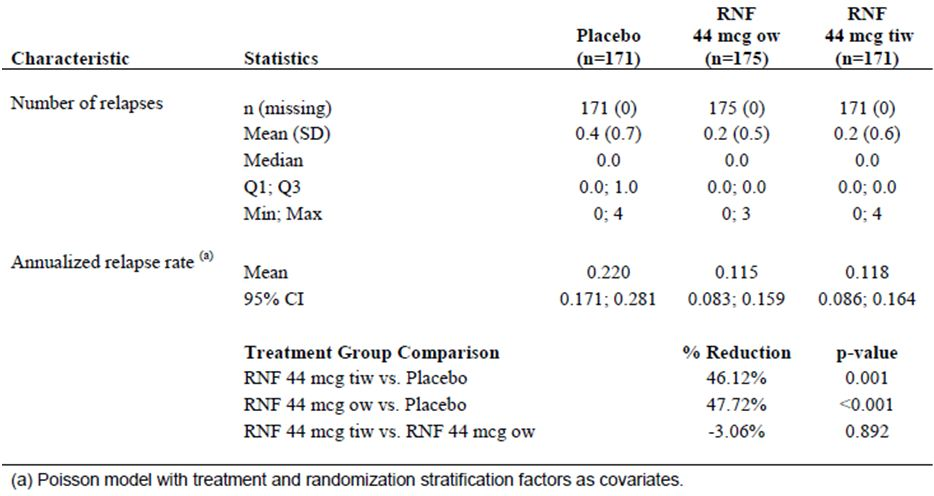 Characteristic Statistics Placebo (n=171) RNF 44 mcg ow (n=175) RNF 44 mcg tiw (n=171)
Number of relapses n (missing) 171 (0) 175 (0) 171 (0)
Mean (SD) 0.4 (0.7) 0.2 (0.5) 0.2 (0.6)
Median 0.0 0.0 0.0
Q1; Q3 0.0; 1.0 0.0; 0.0 0.0; 0.0
Min; Max 0; 4 0; 3 0; 4
Annualized relapse rate (a) Mean 0.220 0.115 0.118
95% CI 0.171; 0.281 0.083; 0.159 0.086; 0.164
Treatment Group Comparison % Reduction p-value
RNF 44 mcg tiw vs. Placebo 46.12% 0.001
RNF 44 mcg ow vs. Placebo 47.72% <0.001
RNF 44 mcg tiw vs. RNF 44 mcg ow -3.06% 0.892
(a) Poisson model with treatment and randomization stratification factors as covariates.